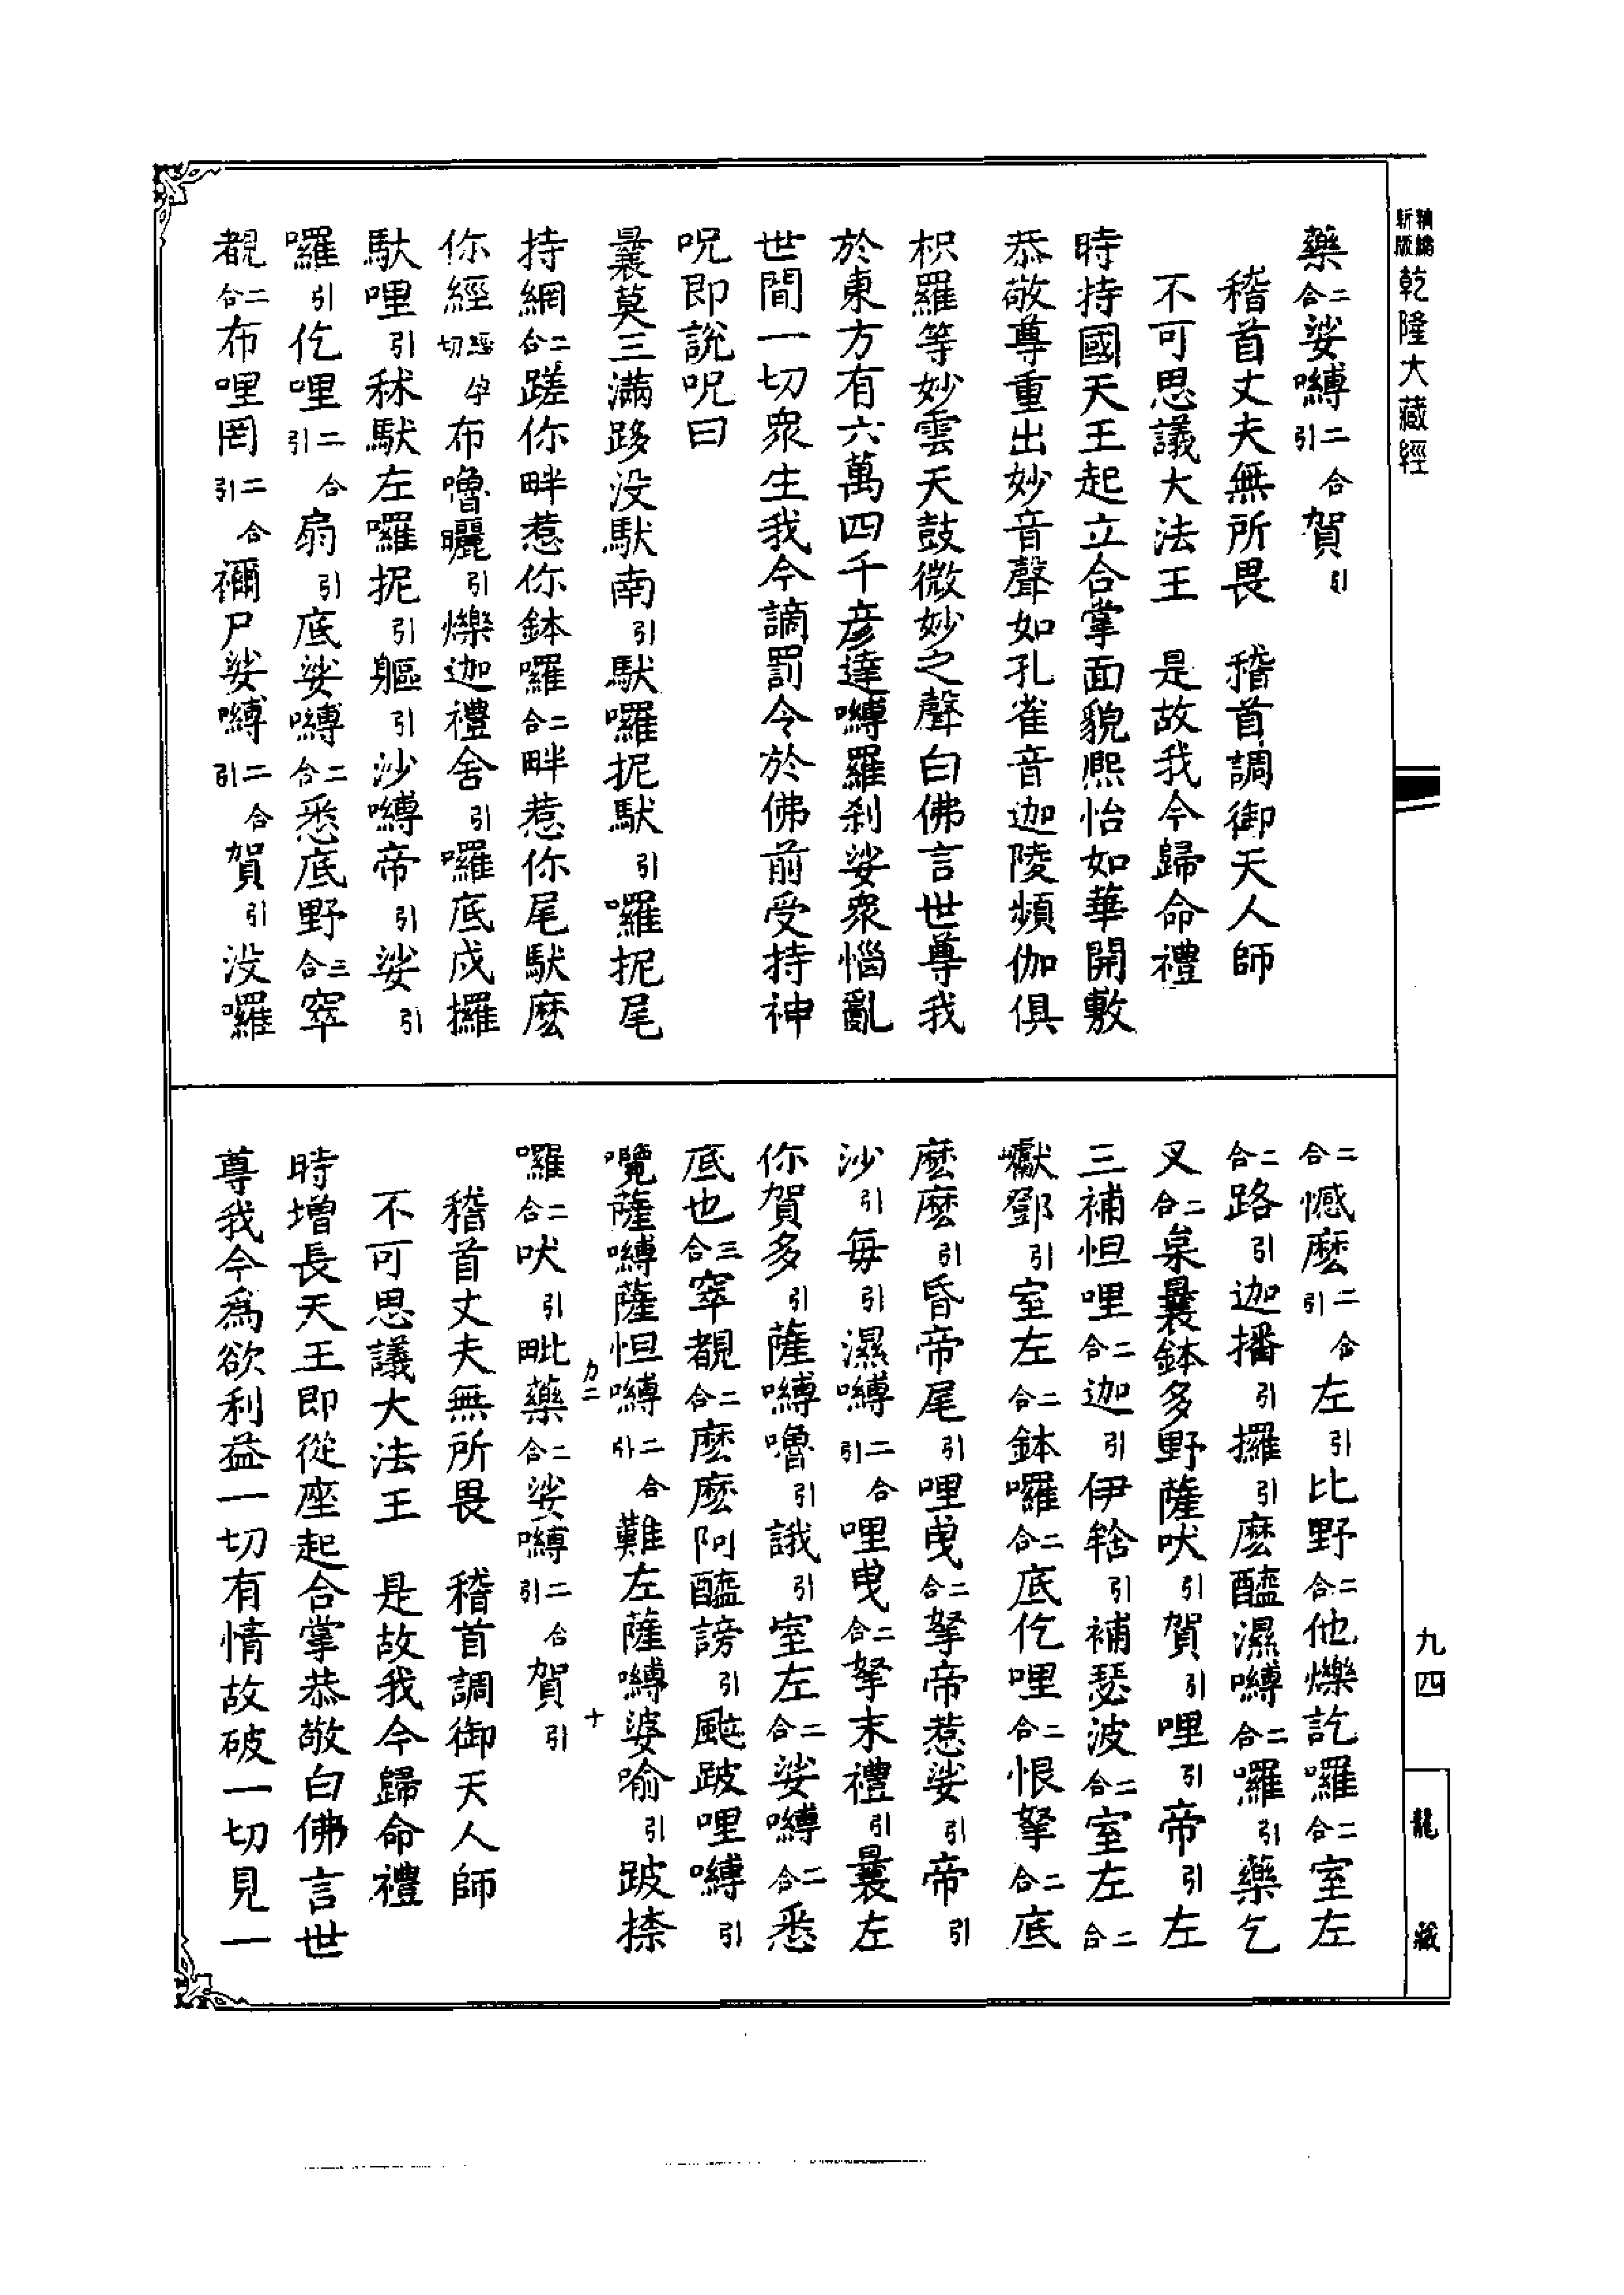 新版
乾隆大藏經
九四
龍藏
藥二合娑嚩二合引賀引
稽首丈夫無所畏　稽首調御天人師
不可思議大法王　是故我今歸命禮
時持國天王起立合掌面貌熙怡如華開敷
恭敬尊重出妙音聲如孔雀音迦陵頻伽俱
枳羅等妙雲天鼓微妙之聲白佛言世尊我
於東方有六萬四千彥達嚩羅剎娑眾惱亂
世間一切眾生我今謫罰令於佛前受持神
呪即說呪曰
曩莫三滿跢没馱南引馱囉抳馱引囉抳尾
持網二合蹉你畔惹你鉢囉二合畔惹你尾馱麽
你經切孕布嚕矖引爍迦禮舍引囉底戍攞
馱哩引秫馱左囉抳引軀引沙嚩帝引娑引
囉引仡哩二合引扇引底娑嚩二合悉底野三合窣
覩二合布哩罔二合引禰尸娑嚩二合引賀引没囉
二合憾麽二合引左引比野二合他爍訖囉二合室左
二合路引迦播引攞引麽醯濕嚩二合囉引藥乞
叉二合枲曩鉢多野薩吠引賀引哩引帝引左
三補怛哩二合迦引伊𤚥引補瑟波二合室左二合
巘鄧引室左二合鉢囉二合底仡哩二合恨拏二合底
麽麽引昏帝尾引哩曳二合拏帝惹娑引帝引
沙引毎引濕嚩二合引哩曳二合拏末禮引曩左
你賀多引薩嚩嚕引誐引室左二合娑嚩二合悉
底也三合窣覩二合麽麽阿醯謗引颰跛哩嚩引
囕薩嚩薩怛嚩二合引難左薩嚩婆喻引跛捺
囉二合吠引毗藥二合娑嚩二合引賀引
力二　十
稽首丈夫無所畏　稽首調御天人師
不可思議大法王　是故我今歸命禮
時增長天王即從座起合掌恭敬白佛言世
尊我今為欲利益一切有情故破一切見一